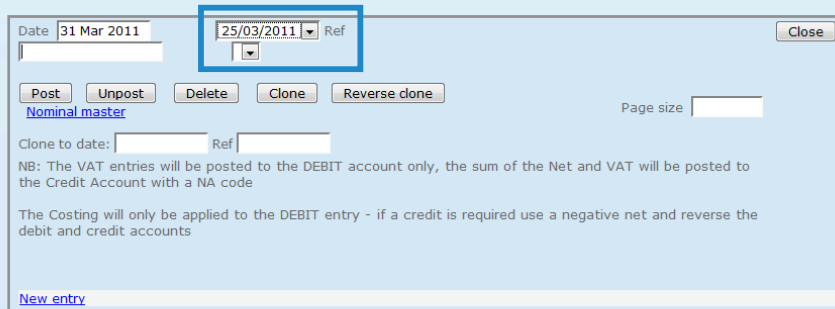 Date 31 Mar 2011 25/03/2011 Ref Close
Post Unpost Delete Clone Reverse clone
Nominal master Page size
Clone to date: Ref
NB: The VAT entries will be posted to the DEBIT account only, the sum of the Net and VAT will be posted to
the Credit Account with a NA code
The Costing will only be applied to the DEBIT entry - if a credit is required use a negative net and reverse the
debit and credit accounts
New entry